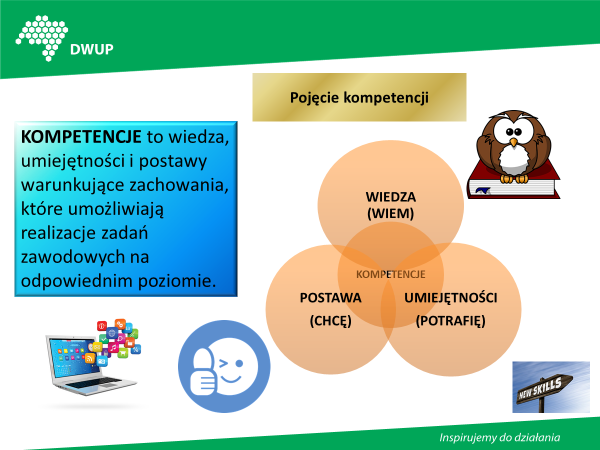 DWUP
Pojęcie kompetencji
KOMPETENCJE to wiedza,
umiejętności i postawy
warunkujące zachowania,
które umożliwiają
realizacje zadań
zawodowych na
odpowiednim poziomie.
WIEDZA
(WIEM)
KOMPETENCJE
POSTAWA
(CHCĘ)
UMIEJĘTNOŚCI
(POTRAFIĘ)
NEW SKILLS
Inspirujemy do działania